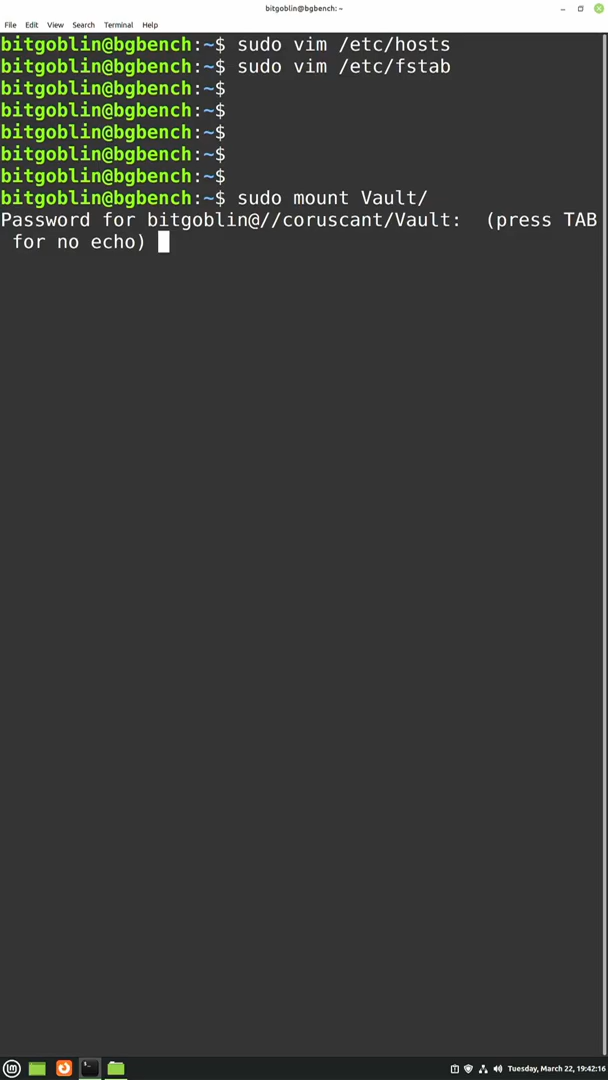 bitgoblin@bgbench: ~
File Edit View Search Terminal Help
bitgoblin@bgbench:~$ sudo vim /etc/hosts
bitgoblin@bgbench:~$ sudo vim /etc/fstab
bitgoblin@bgbench:~$
bitgoblin@bgbench:~$
bitgoblin@bgbench:~$
bitgoblin@bgbench:~$
bitgoblin@bgbench:~$
bitgoblin@bgbench:~$ sudo mount Vault/
Password for bitgoblin@//coruscant/Vault:  (press TAB
for no echo)
Tuesday, March 22, 19:42:16